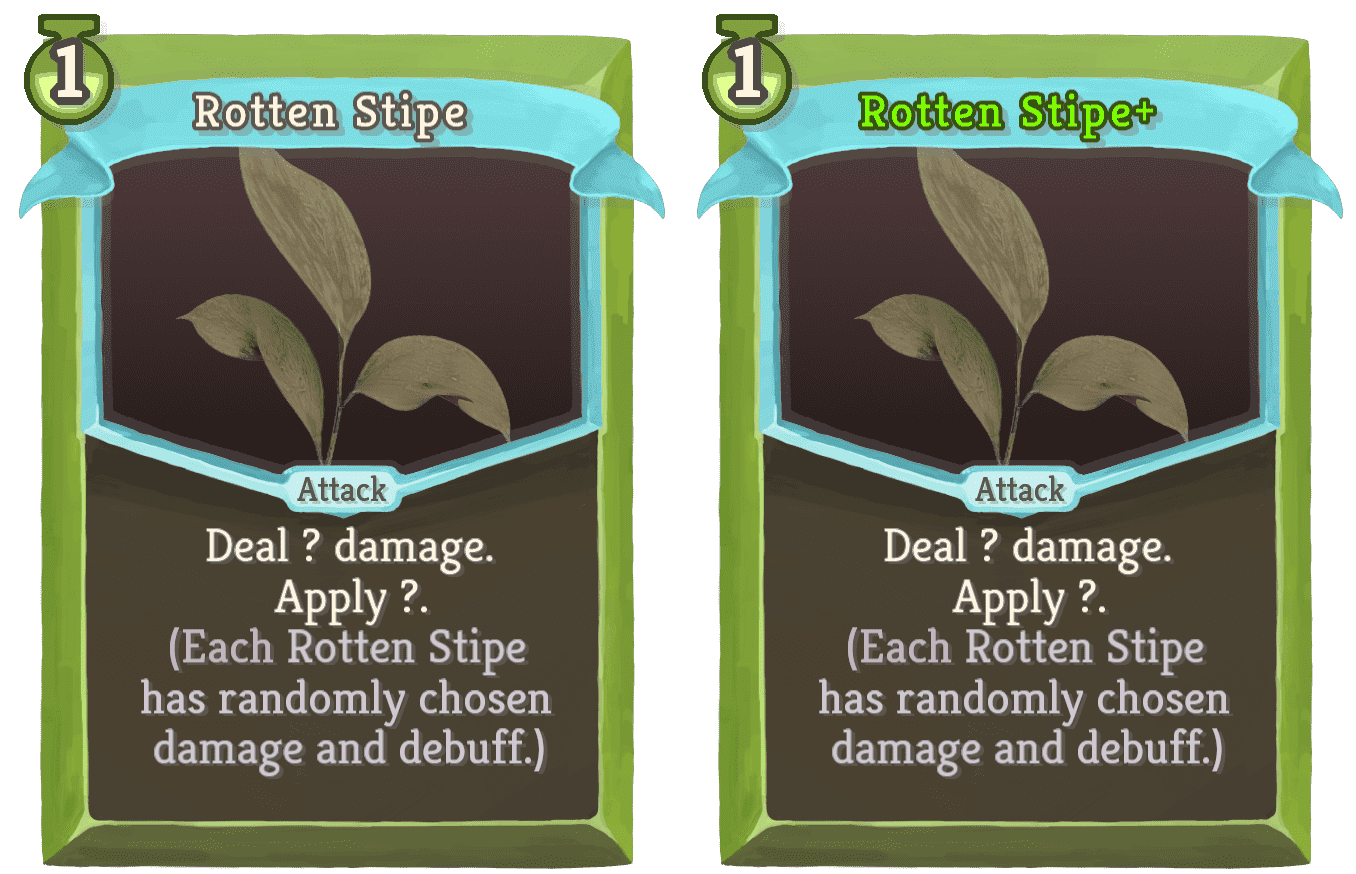 1
Rotten Stipe
Attack
Deal ? damage.
Apply ?.
(Each Rotten Stipe
has randomly chosen
damage and debuff.)
1
Rotten Stipe+
Attack
Deal ? damage.
Apply ?.
(Each Rotten Stipe
has randomly chosen
damage and debuff.)